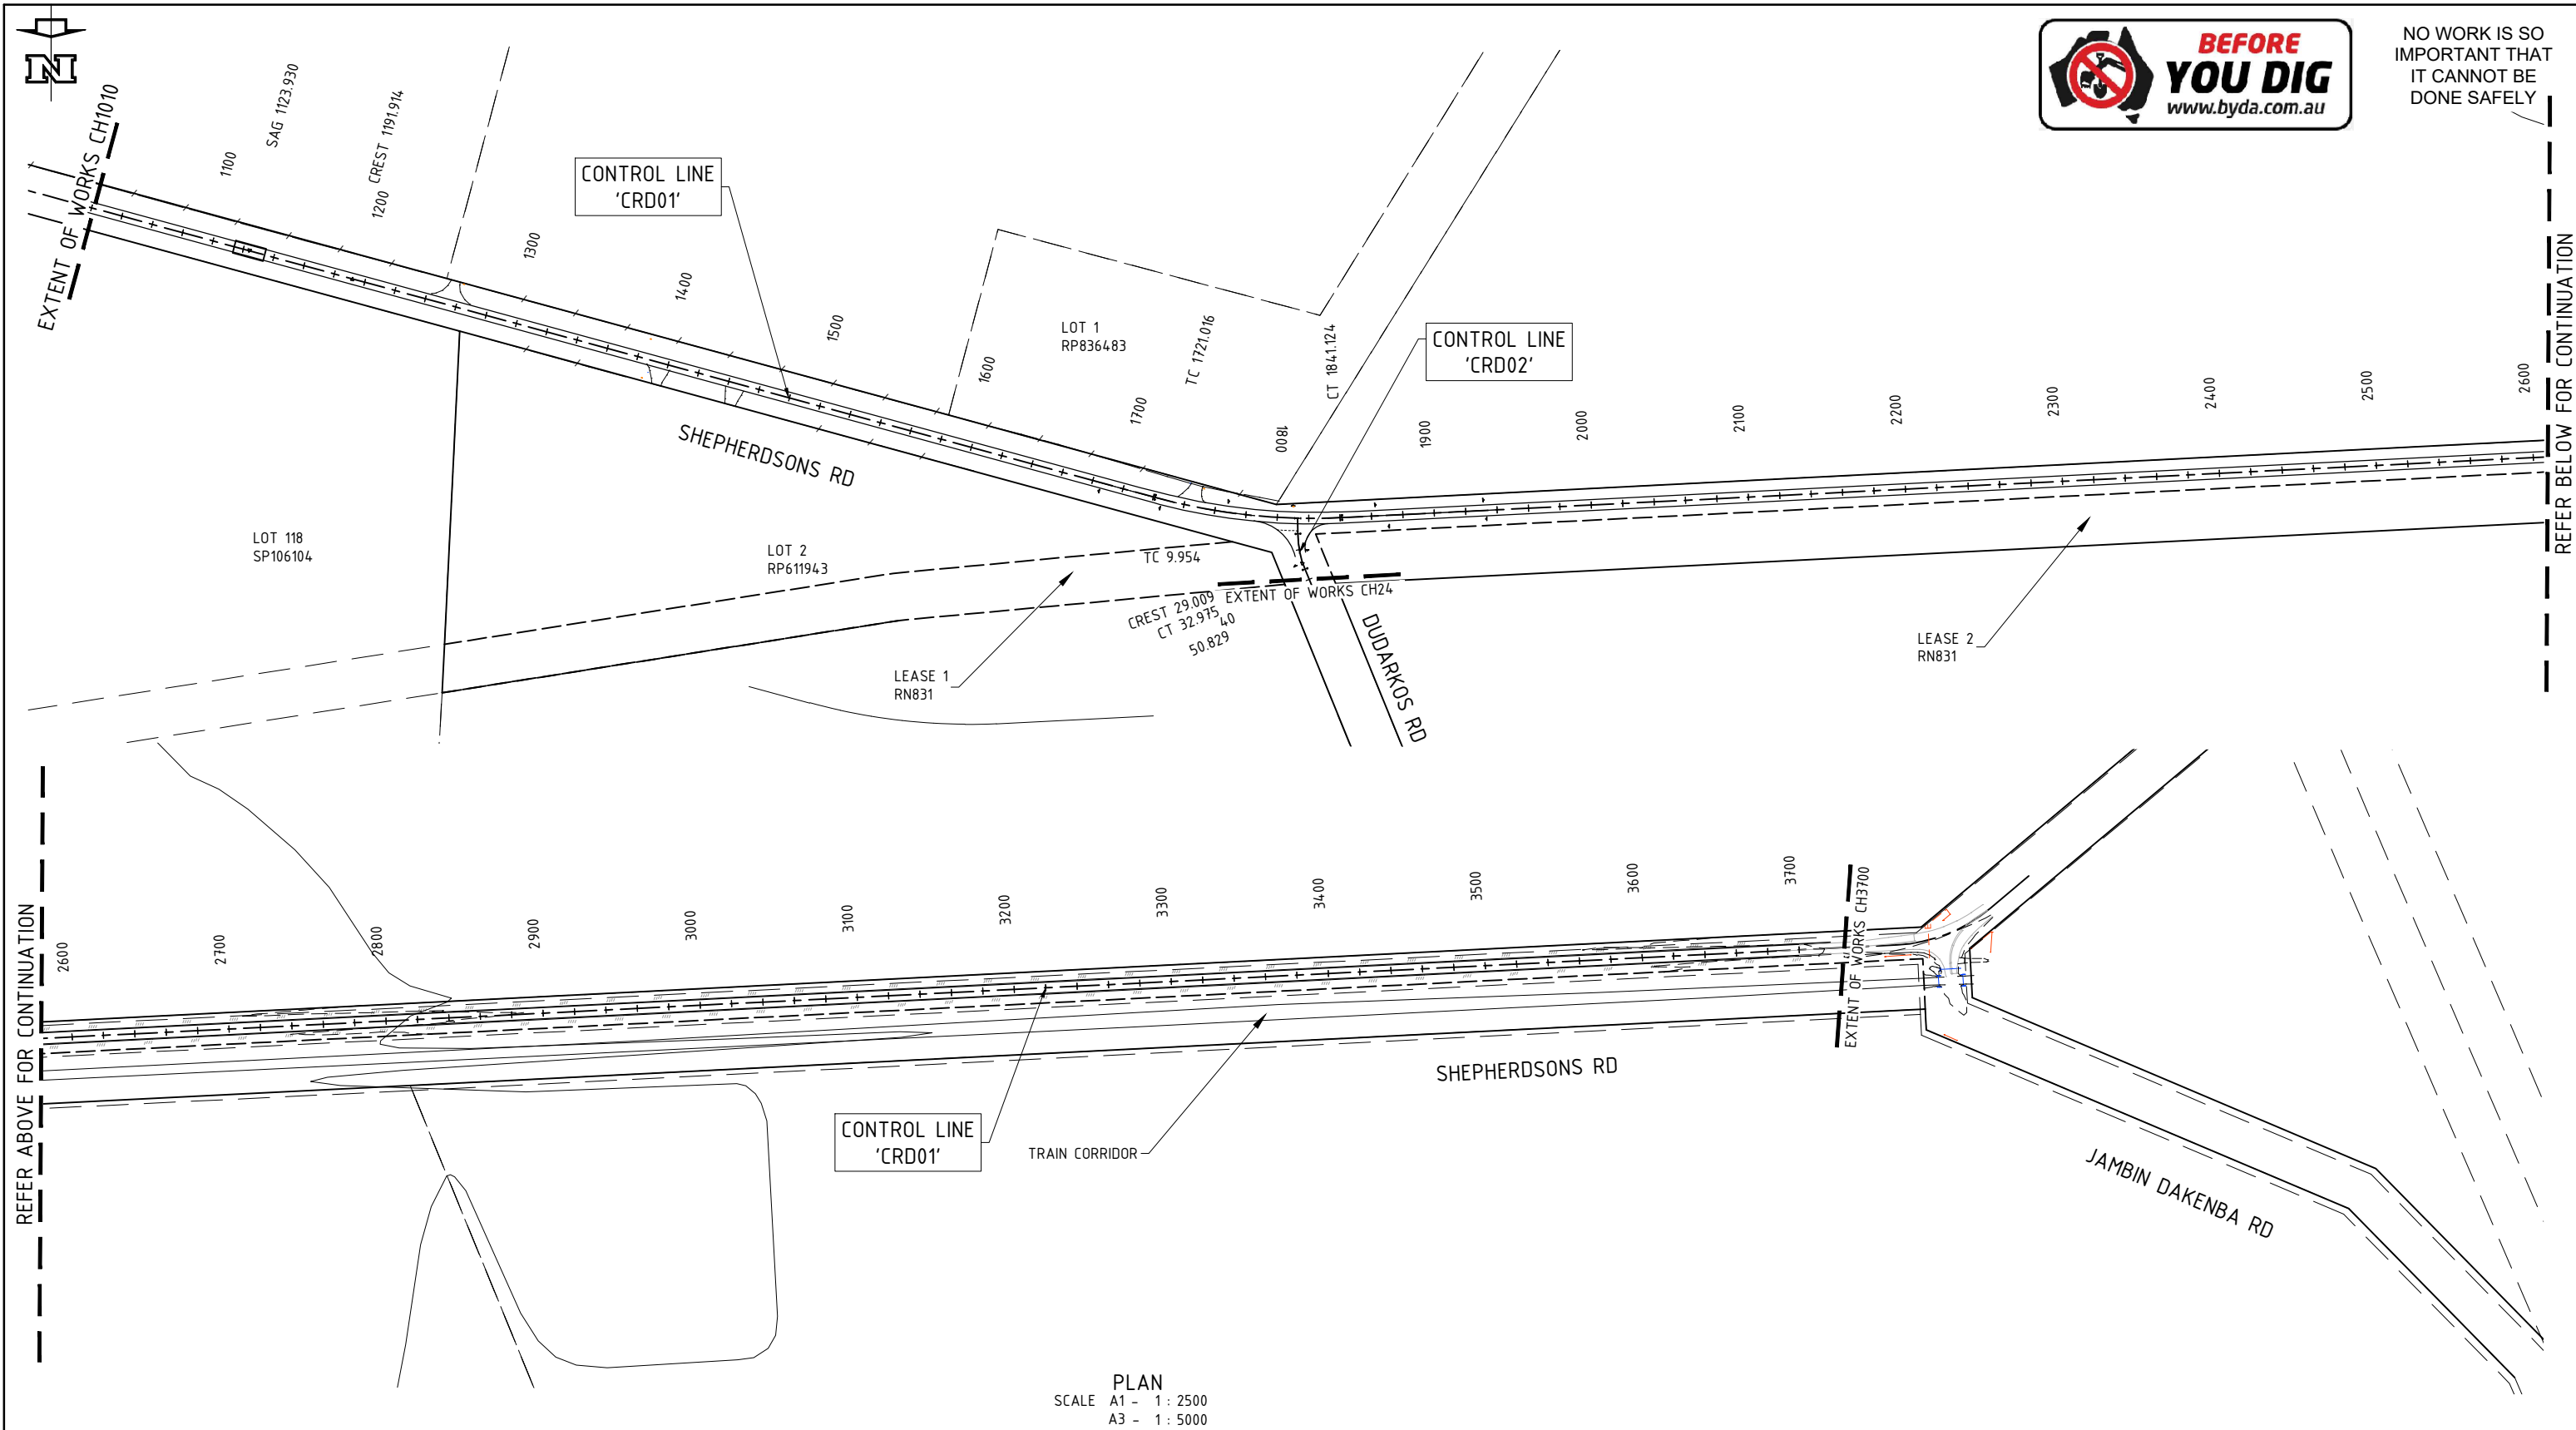 N
BEFORE
YOU DIG
www.byda.com.au
NO WORK IS SO
IMPORTANT THAT
IT CANNOT BE
DONE SAFELY
EXTENT OF WORKS CH1010
1100
SAG 1123.930
CREST 1191.914
1200
1300
1400
1500
1600
1700
TC 1721.016
1800
CT 1841.124
1900
2000
2100
2200
2300
2400
2500
2600
CONTROL LINE
'CRD01'
LOT 1
RP836483
CONTROL LINE
'CRD02'
SHEPHERDSONS RD
LOT 118
SP106104
LOT 2
RP611943
TC 9.954
EXTENT OF WORKS CH24
CREST 29.009
CT 32.975
40
50.829
LEASE 1
RN831
DUDARKOS RD
LEASE 2
RN831
REFER BELOW FOR CONTINUATION
REFER ABOVE FOR CONTINUATION
2600
2700
2800
2900
3000
3100
3200
3300
3400
3500
3600
3700
EXTENT OF WORKS CH3700
SHEPHERDSONS RD
CONTROL LINE
'CRD01'
TRAIN CORRIDOR
JAMBIN DAKENBA RD
PLAN
SCALE A1 - 1 : 2500
A3 - 1 : 5000